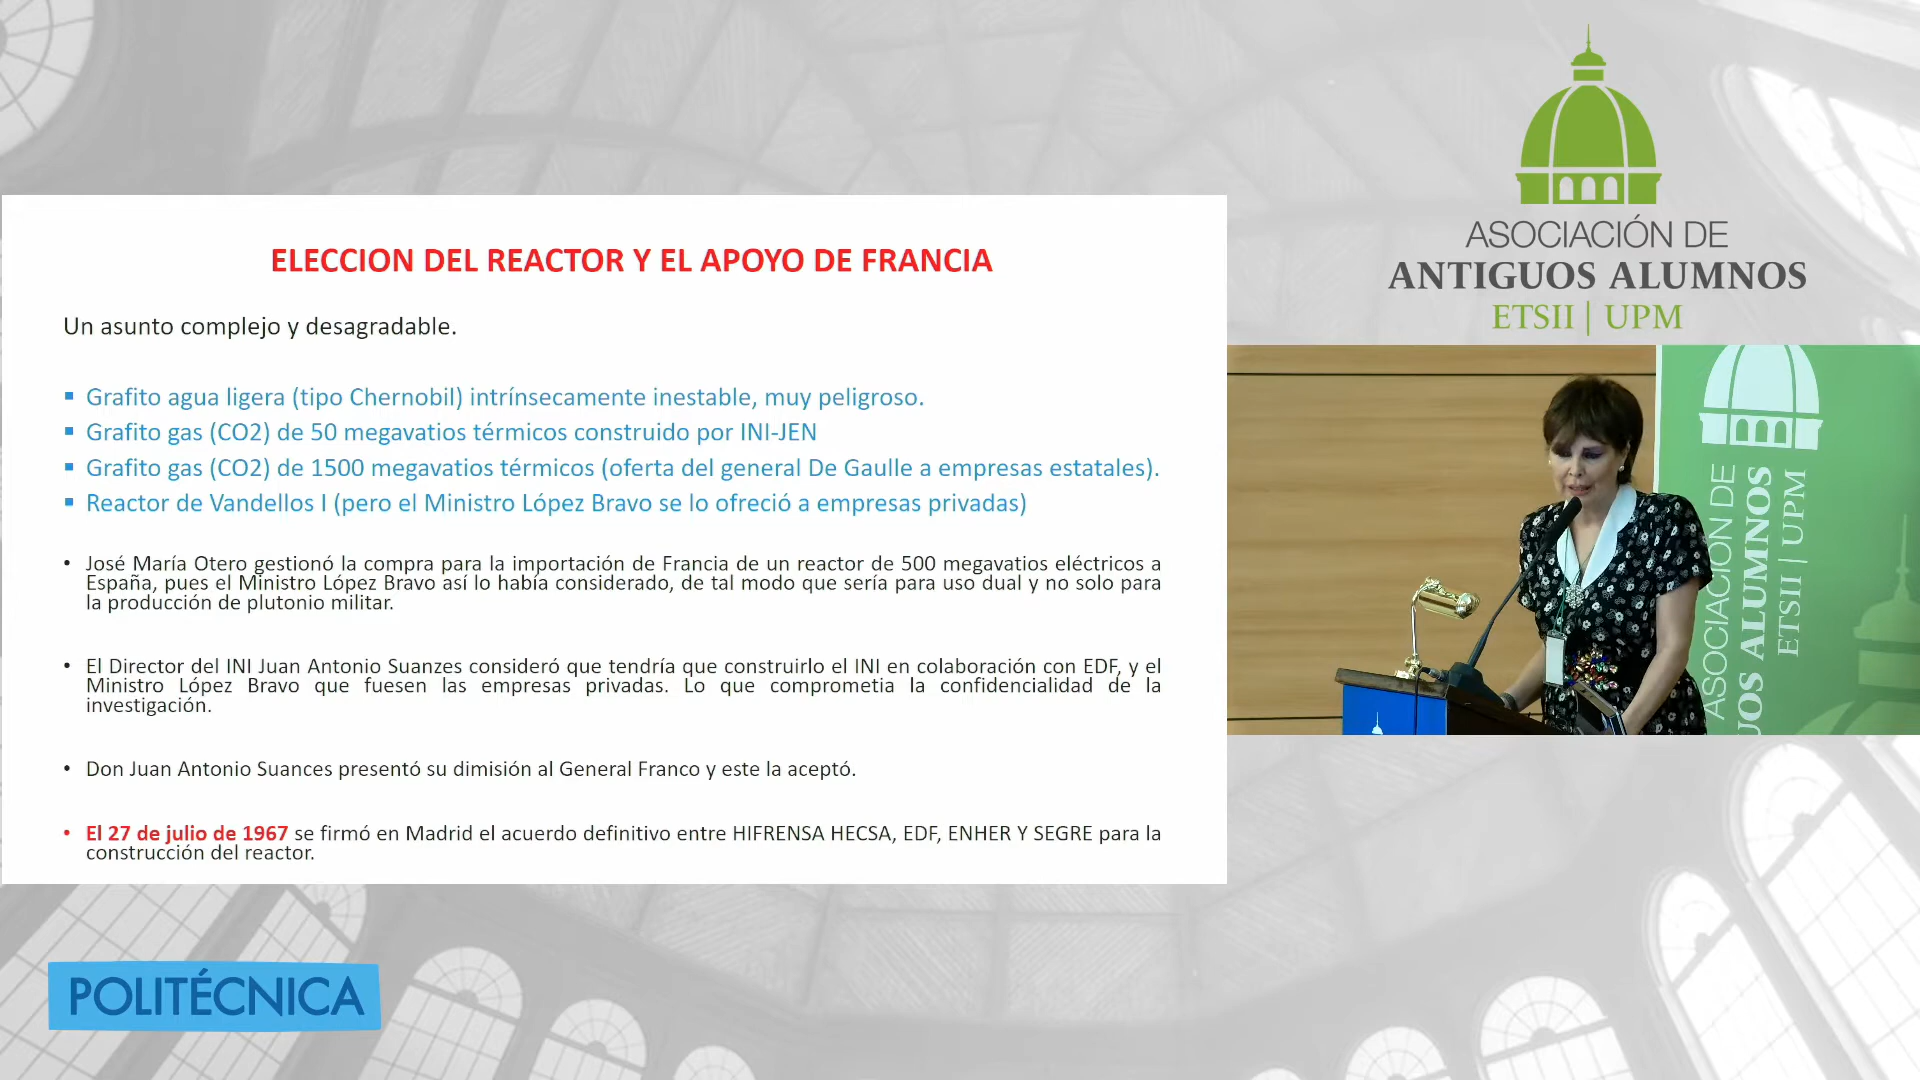 ELECCION DEL REACTOR Y EL APOYO DE FRANCIA
Un asunto complejo y desagradable.
▪ Grafito agua ligera (tipo Chernobil) intrínsecamente inestable, muy peligroso.
▪ Grafito gas (CO2) de 50 megavatios térmicos construido por INI-JEN
▪ Grafito gas (CO2) de 1500 megavatios térmicos (oferta del general De Gaulle a empresas estatales).
▪ Reactor de Vandellos I (pero el Ministro López Bravo se lo ofreció a empresas privadas)
• José María Otero gestionó la compra para la importación de Francia de un reactor de 500 megavatios eléctricos a
España, pues el Ministro López Bravo así lo había considerado, de tal modo que sería para uso dual y no solo para
la producción de plutonio militar.
• El Director del INI Juan Antonio Suanzes consideró que tendría que construirlo el INI en colaboración con EDF, y el
Ministro López Bravo que fuesen las empresas privadas. Lo que comprometia la confidencialidad de la
investigación.
• Don Juan Antonio Suances presentó su dimisión al General Franco y este la aceptó.
• El 27 de julio de 1967 se firmó en Madrid el acuerdo definitivo entre HIFRENSA HECSA, EDF, ENHER Y SEGRE para la
construcción del reactor.
ASOCIACIÓN DE
ANTIGUOS ALUMNOS
ETSII | UPM
ASOCIACIÓN DE
UOS ALUMNOS
ETSII | UPM
POLITÉCNICA